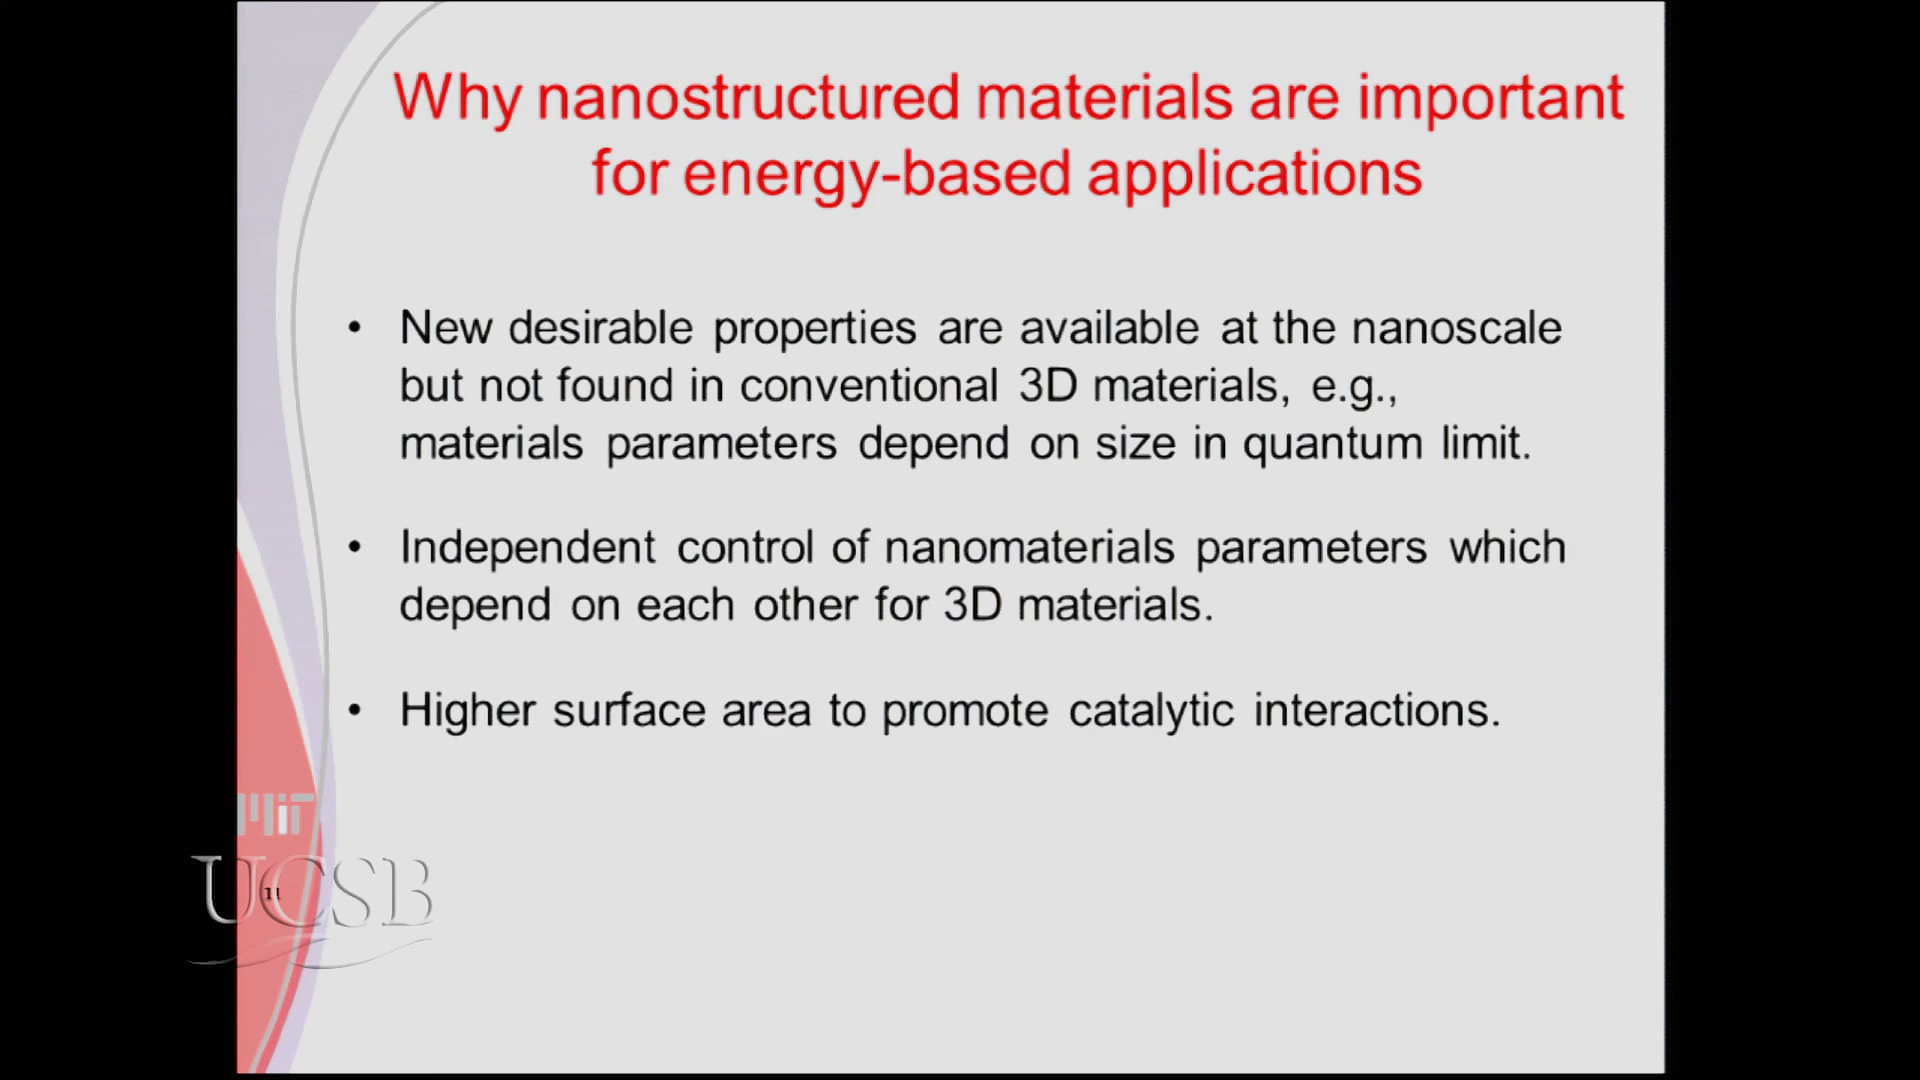 Why nanostructured materials are important
for energy-based applications
• New desirable properties are available at the nanoscale
but not found in conventional 3D materials, e.g.,
materials parameters depend on size in quantum limit.
• Independent control of nanomaterials parameters which
depend on each other for 3D materials.
• Higher surface area to promote catalytic interactions.
MIT
UCSB
11